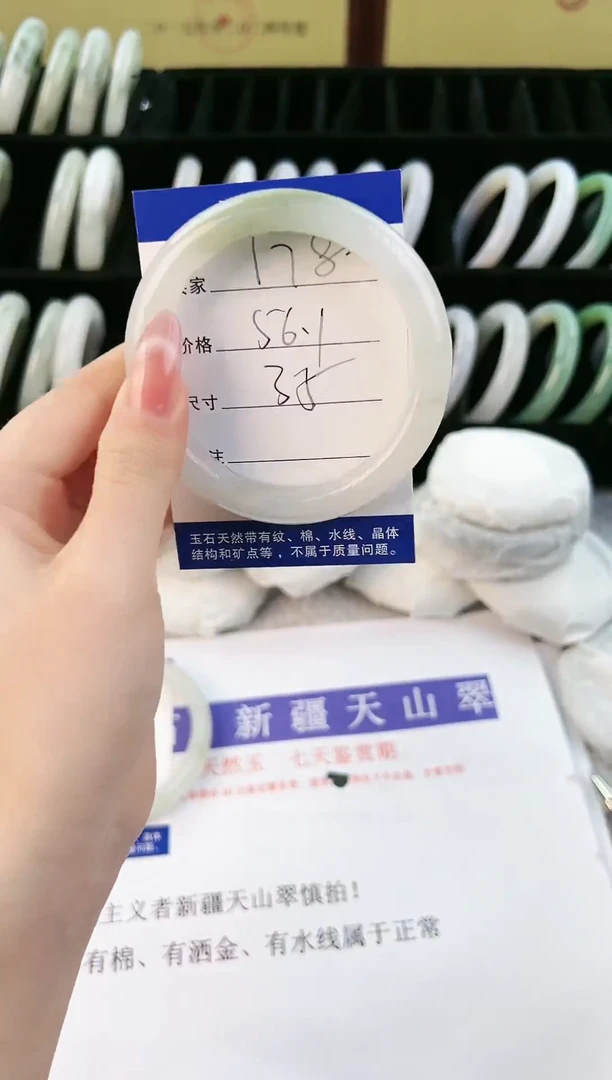 家 178.
价格 56.1
尺寸
玉石天然带有纹、棉、水线、晶体
结构和矿点等，不属于质量问题。
新疆天山翠
天然玉 七天鉴赏期
主义者新疆天山翠慎拍！
有棉、有洒金、有水线属于正常